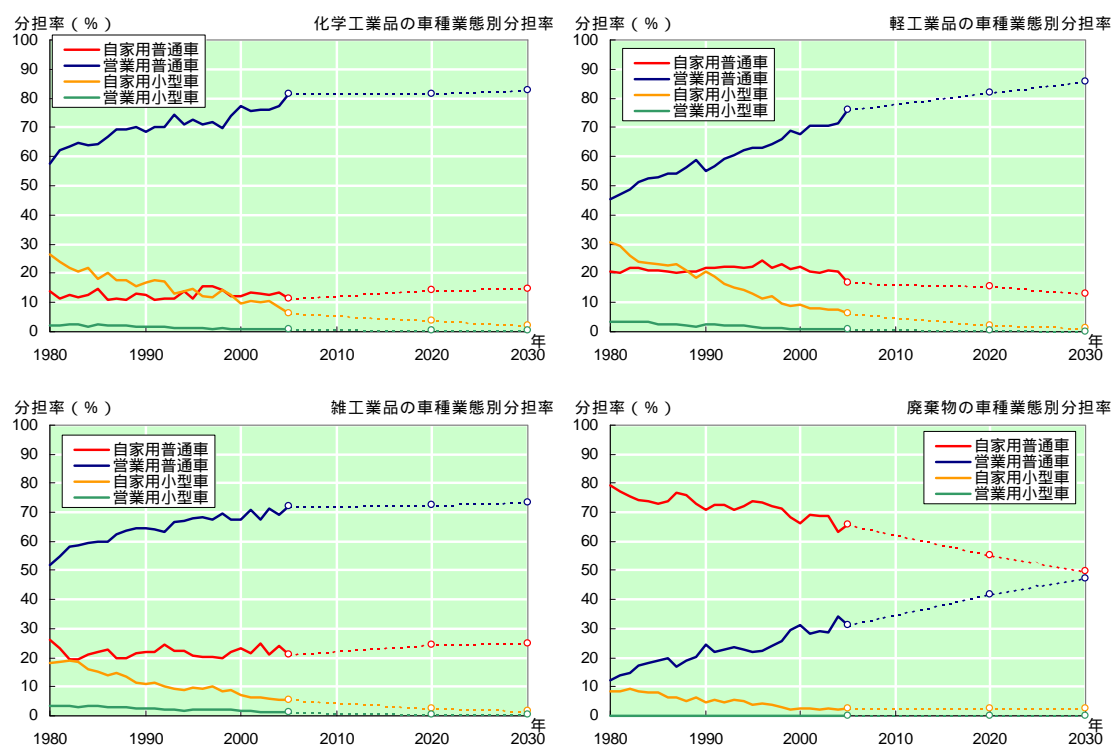 分担率(%)
化学工業品の車種業態別分担率
100
90
80
70
60
50
40
30
20
10
0
自家用普通車
営業用普通車
自家用小型車
営業用小型車
1980
1990
2000
2010
2020
2030
年
分担率(%)
軽工業品の車種業態別分担率
100
90
80
70
60
50
40
30
20
10
0
自家用普通車
営業用普通車
自家用小型車
営業用小型車
1980
1990
2000
2010
2020
2030
年
分担率(%)
雑工業品の車種業態別分担率
100
90
80
70
60
50
40
30
20
10
0
自家用普通車
営業用普通車
自家用小型車
営業用小型車
1980
1990
2000
2010
2020
2030
年
分担率(%)
廃棄物の車種業態別分担率
100
90
80
70
60
50
40
30
20
10
0
自家用普通車
営業用普通車
自家用小型車
営業用小型車
1980
1990
2000
2010
2020
2030
年